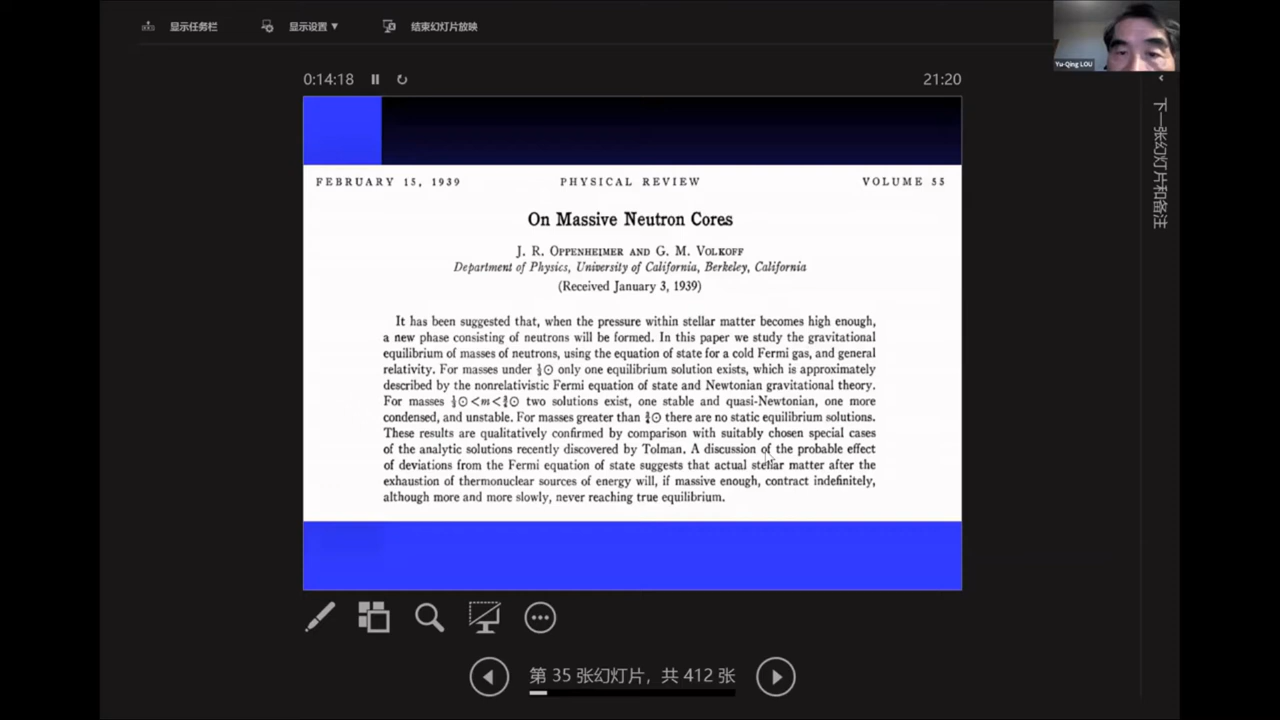 显示任务栏 显示设置 ▼ 结束幻灯片放映
Yu-Qing LOU
0:14:18 21:20
下一张幻灯片和备注
FEBRUARY 15, 1939 PHYSICAL REVIEW VOLUME 55
On Massive Neutron Cores
J. R. OPPENHEIMER AND G. M. VOLKOFF
Department of Physics, University of California, Berkeley, California
(Received January 3, 1939)
It has been suggested that, when the pressure within stellar matter becomes high enough,
a new phase consisting of neutrons will be formed. In this paper we study the gravitational
equilibrium of masses of neutrons, using the equation of state for a cold Fermi gas, and general
relativity. For masses under ⅓⊙ only one equilibrium solution exists, which is approximately
described by the nonrelativistic Fermi equation of state and Newtonian gravitational theory.
For masses ⅓⊙<m<¾⊙ two solutions exist, one stable and quasi-Newtonian, one more
condensed, and unstable. For masses greater than ¾⊙ there are no static equilibrium solutions.
These results are qualitatively confirmed by comparison with suitably chosen special cases
of the analytic solutions recently discovered by Tolman. A discussion of the probable effect
of deviations from the Fermi equation of state suggests that actual stellar matter after the
exhaustion of thermonuclear sources of energy will, if massive enough, contract indefinitely,
although more and more slowly, never reaching true equilibrium.
第 35 张幻灯片，共 412 张